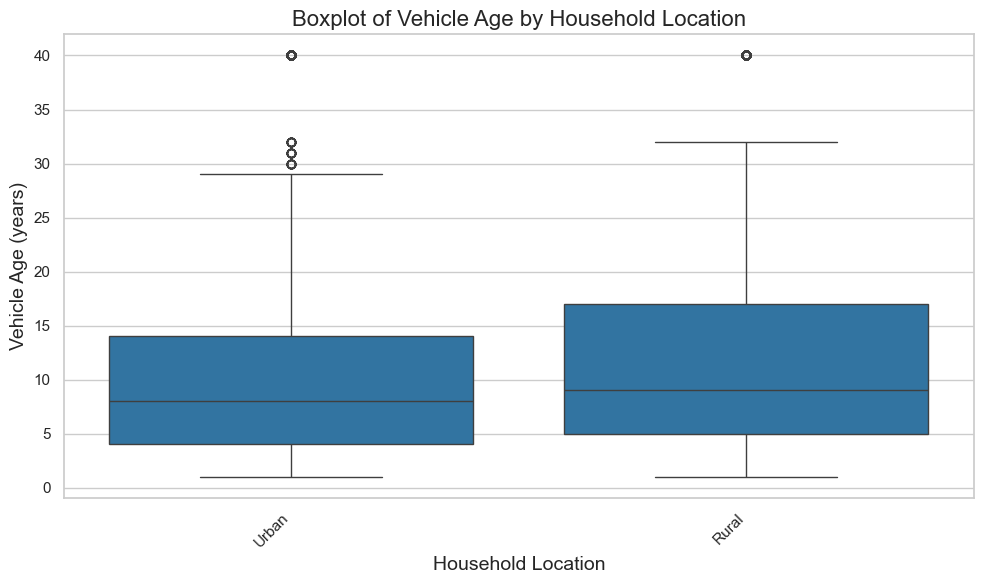 Boxplot of Vehicle Age by Household Location
Vehicle Age (years)
40
35
30
25
20
15
10
5
0
Urban
Rural
Household Location